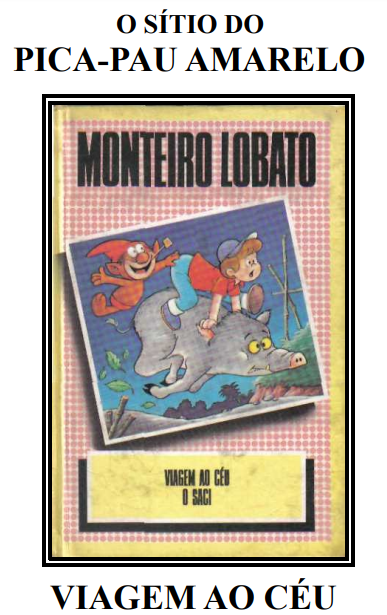 O SÍTIO DO
PICA-PAU AMARELO
MONTEIRO LOBATO
VIAGEM AO CÉU
O SACI
VIAGEM AO CÉU